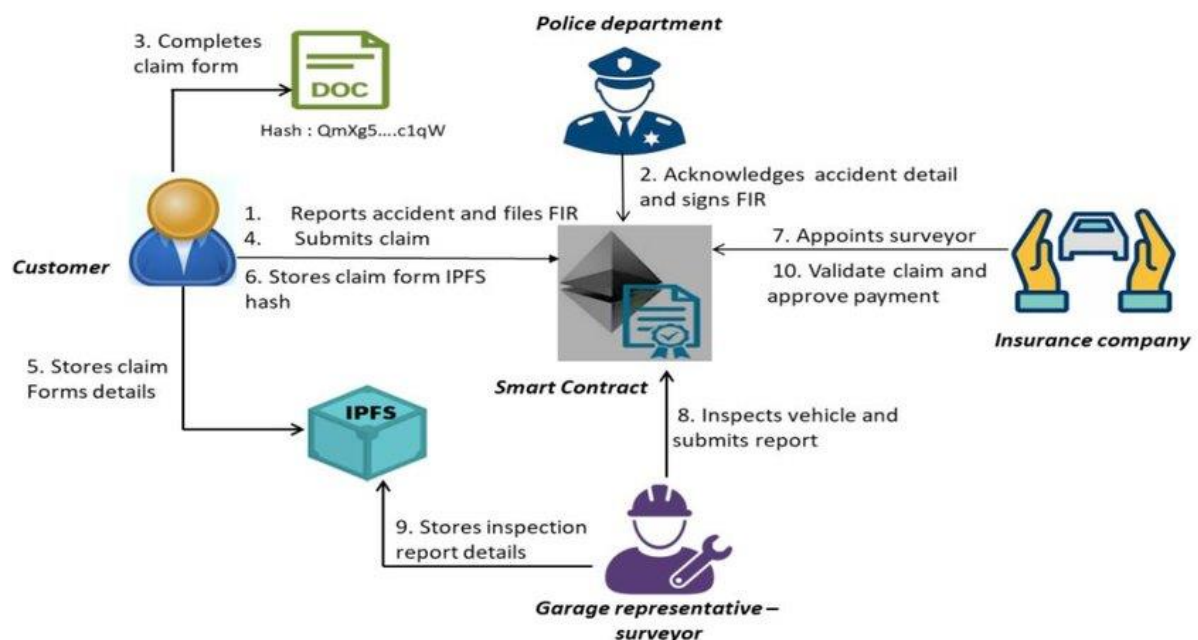 Police department
3. Completes
claim form
DOC
Hash : QmXg5....c1qW
2. Acknowledges accident detail
and signs FIR
1. Reports accident and files FIR
4. Submits claim
6. Stores claim form IPFS
hash
Customer
7. Appoints surveyor
10. Validate claim and
approve payment
Insurance company
5. Stores claim
Forms details
Smart Contract
IPFS
8. Inspects vehicle and
submits report
9. Stores inspection
report details
Garage representative –
surveyor